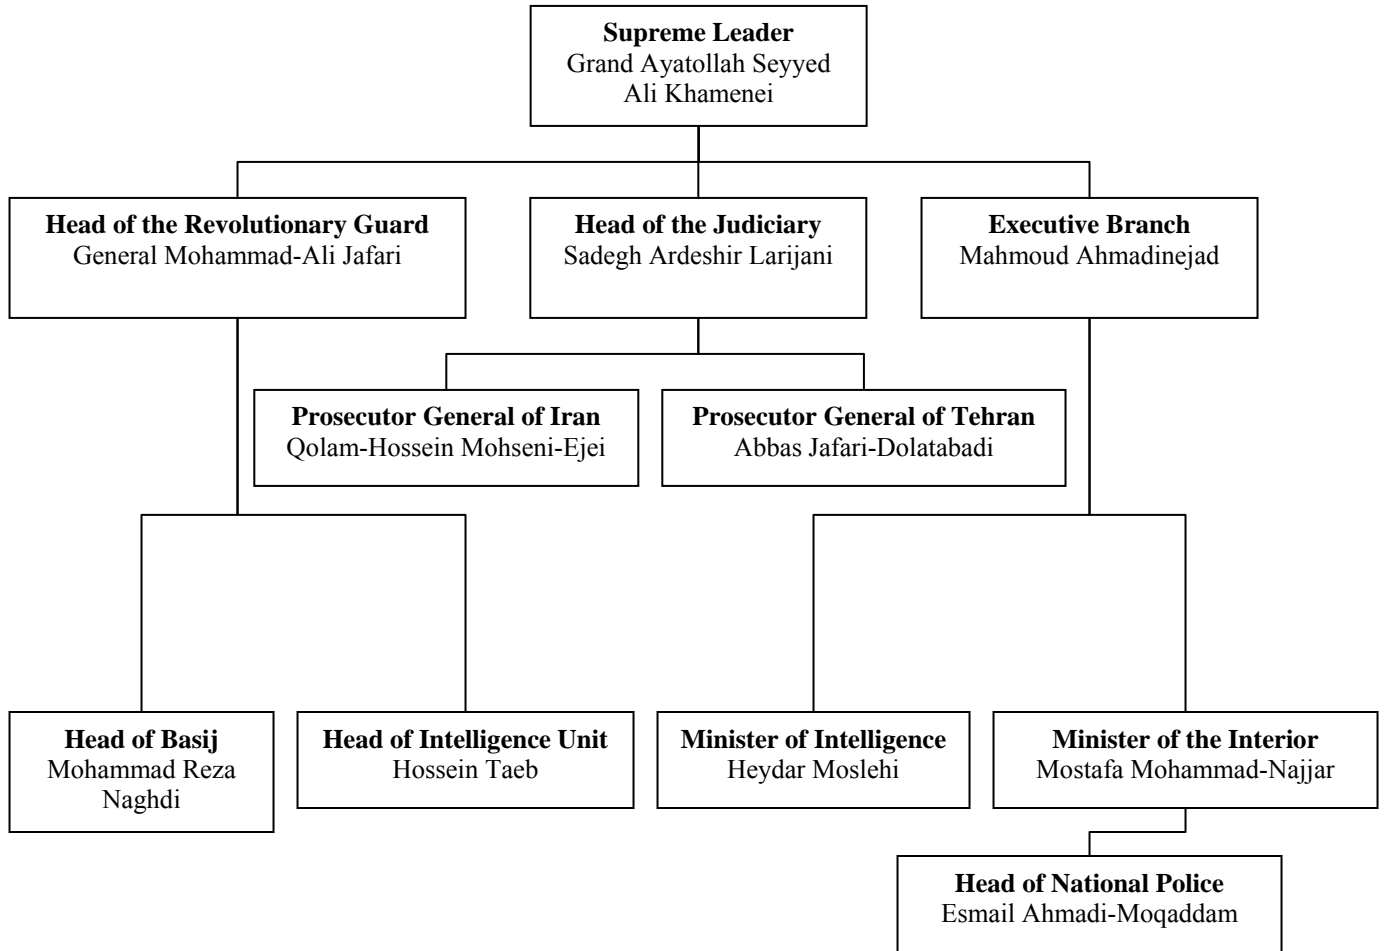 Supreme Leader
Grand Ayatollah Seyyed
Ali Khamenei
Head of the Revolutionary Guard
General Mohammad-Ali Jafari
Head of the Judiciary
Sadegh Ardeshir Larijani
Executive Branch
Mahmoud Ahmadinejad
Prosecutor General of Iran
Qolam-Hossein Mohseni-Ejei
Prosecutor General of Tehran
Abbas Jafari-Dolatabadi
Head of Basij
Mohammad Reza
Naghdi
Head of Intelligence Unit
Hossein Taeb
Minister of Intelligence
Heydar Moslehi
Minister of the Interior
Mostafa Mohammad-Najjar
Head of National Police
Esmail Ahmadi-Moqaddam